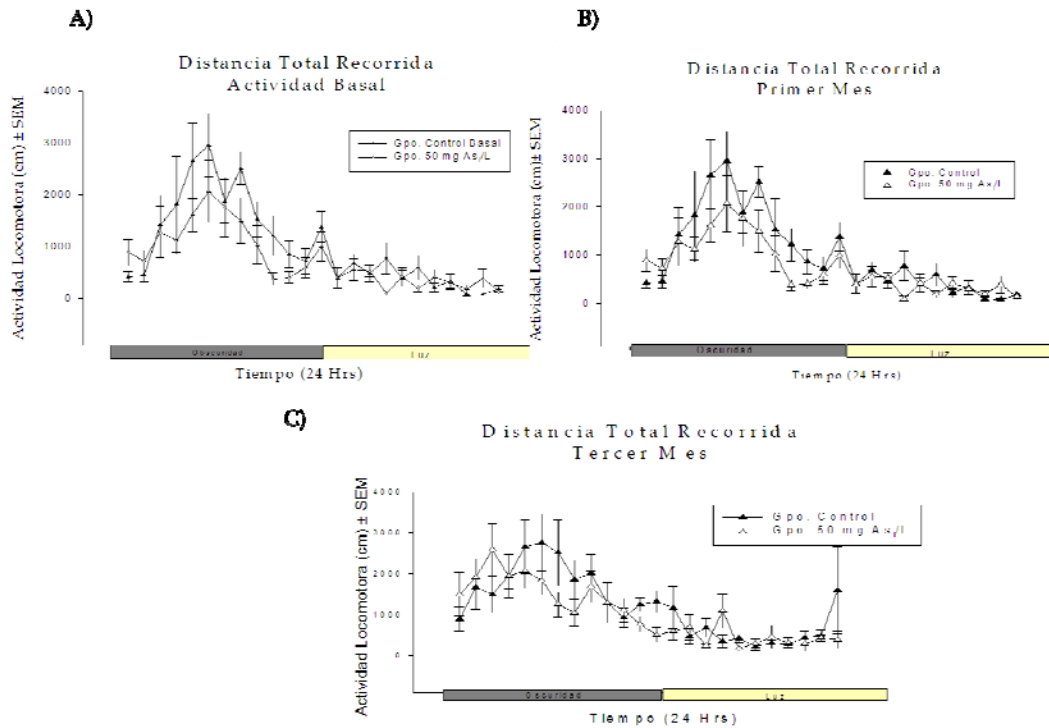 A)
Distancia Total Recorrida
Actividad Basal
Actividad Locomotora (cm) ± SEM
4000
3000
2000
1000
0
Gpo. Control Basal
Gpo. 50 mg As/L
Obscuridad
Luz
Tiempo (24 Hrs)
B)
Distancia Total Recorrida
Primer Mes
Actividad Locomotora (cm)± SEM
4000
3000
2000
1000
0
Gpo. Control
Gpo. 50 mg As/L
Obscuridad
Luz
Tiempo (24 Hrs)
C)
Distancia Total Recorrida
Tercer Mes
Actividad Locomotora (cm) ± SEM
4000
3000
2000
1000
0
Gpo. Control
Gpo. 50 mg As/L
Obscuridad
Luz
Tiempo (24 Hrs)